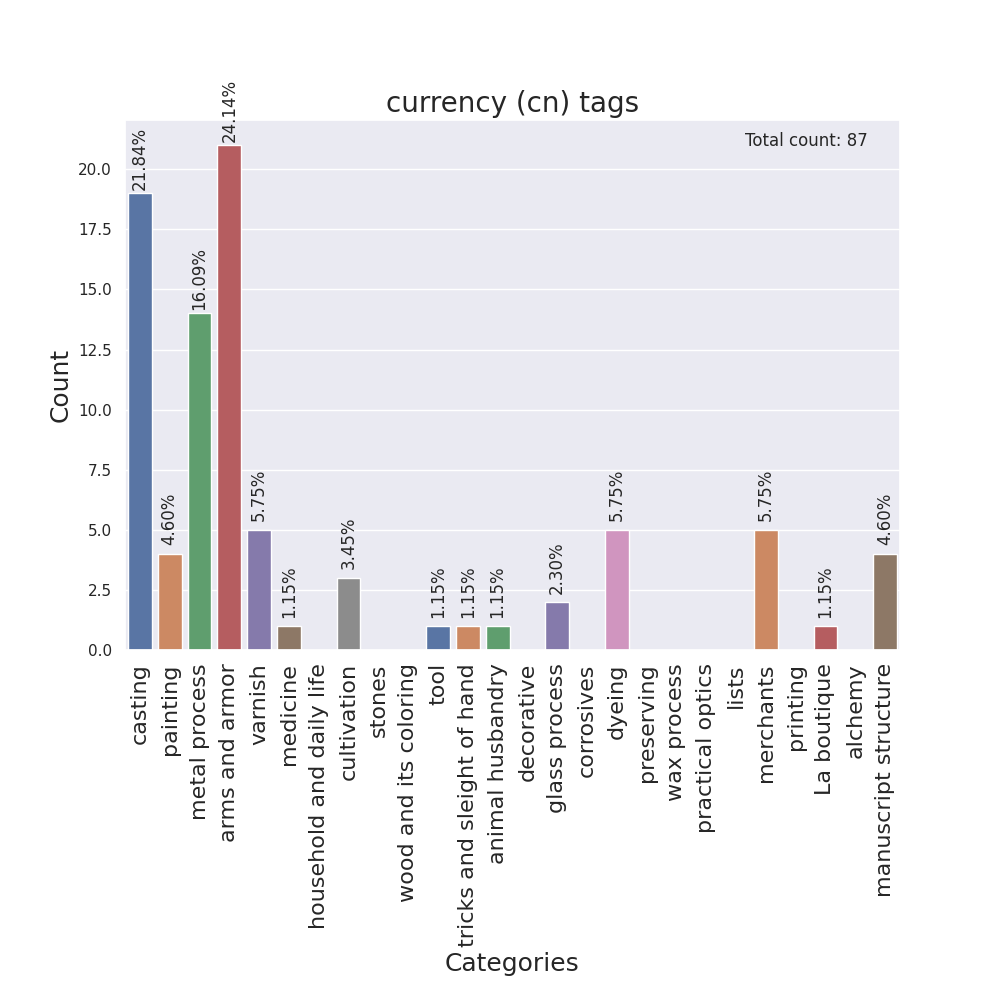 currency (cn) tags
Total count: 87
Count
20.0
17.5
15.0
12.5
10.0
7.5
5.0
2.5
0.0
21.84%
4.60%
16.09%
24.14%
5.75%
1.15%
3.45%
1.15%
1.15%
1.15%
2.30%
5.75%
5.75%
1.15%
4.60%
casting
painting
metal process
arms and armor
varnish
medicine
household and daily life
cultivation
stones
wood and its coloring
tool
tricks and sleight of hand
animal husbandry
decorative
glass process
corrosives
dyeing
preserving
wax process
practical optics
lists
merchants
printing
La boutique
alchemy
manuscript structure
Categories